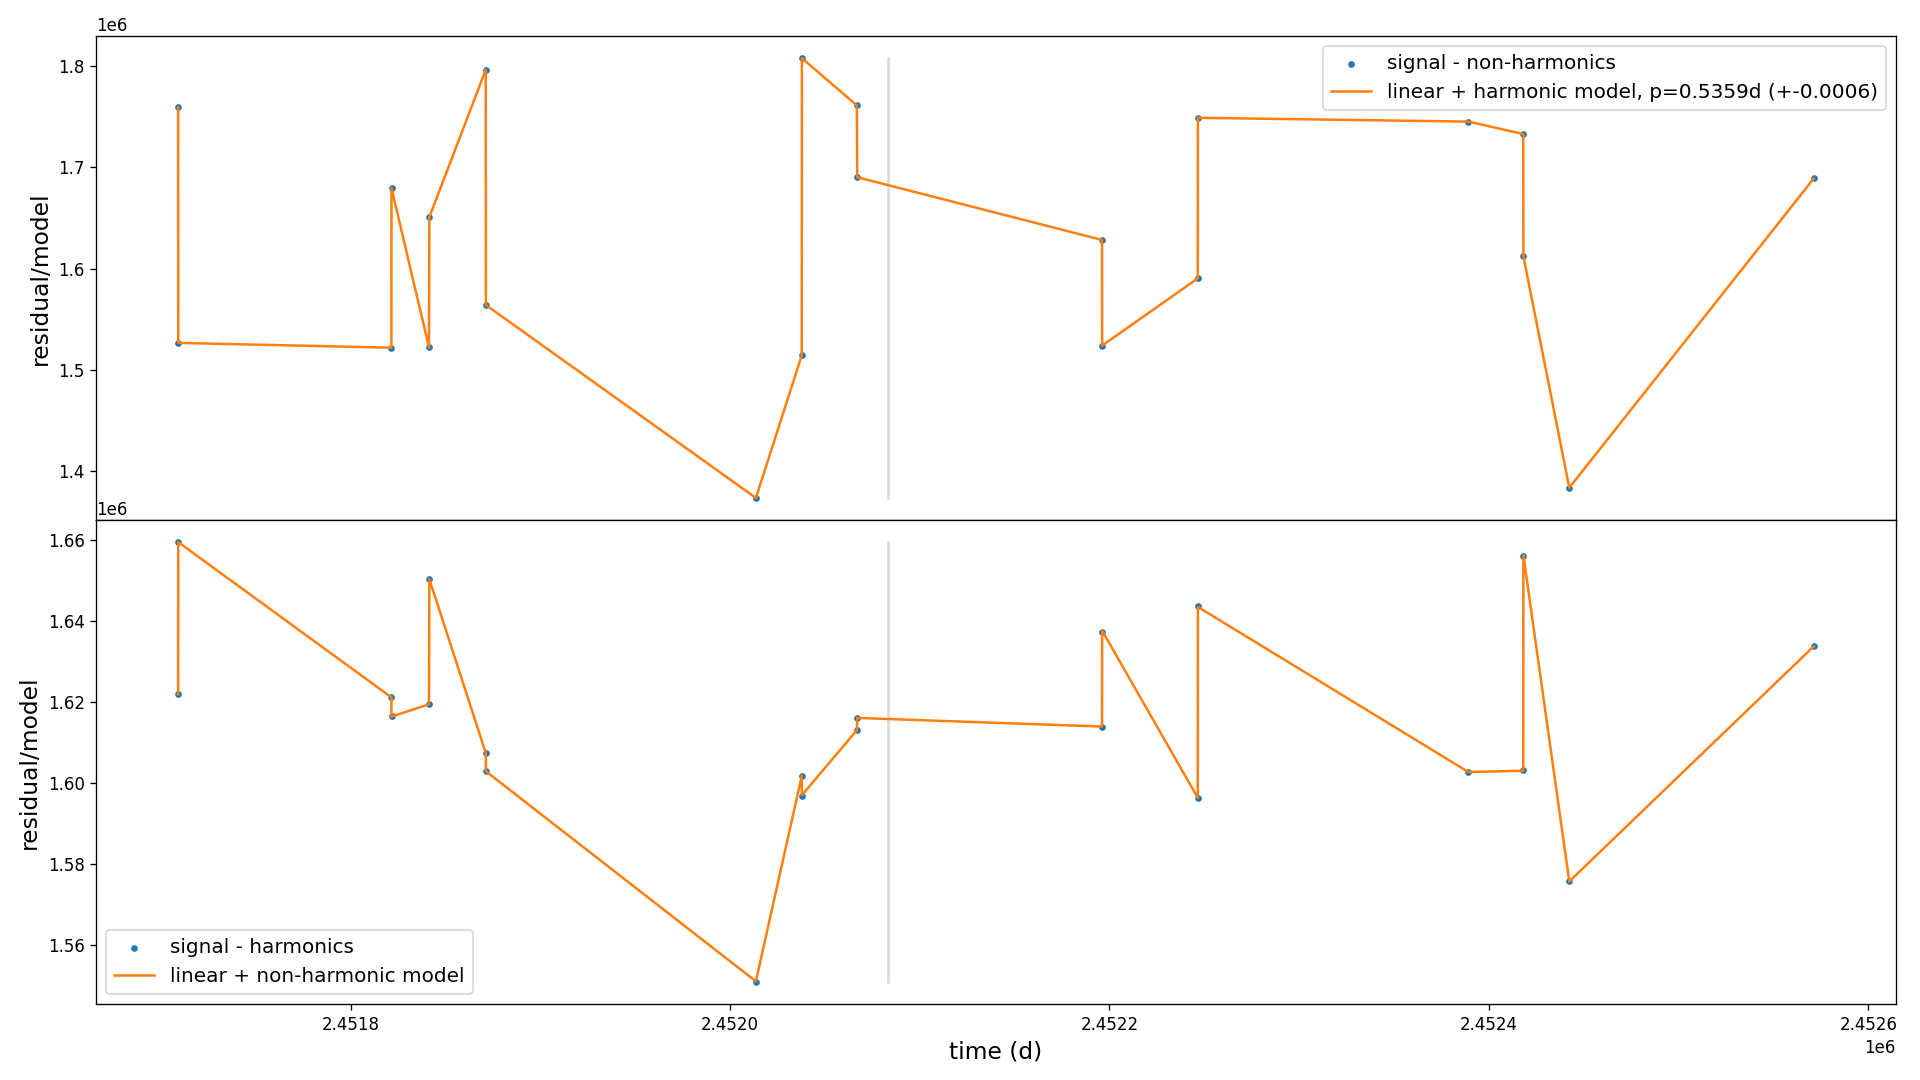 1e6
1.8
1.7
1.6
1.5
1.4
residual/model
signal - non-harmonics
linear + harmonic model, p=0.5359d (+-0.0006)
1e6
1.66
1.64
1.62
1.60
1.58
1.56
residual/model
signal - harmonics
linear + non-harmonic model
2.4518 2.4520 2.4522 2.4524 2.4526
1e6
time (d)